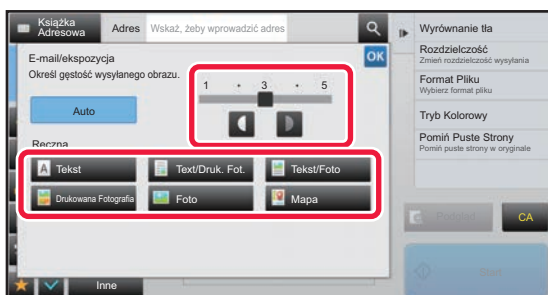 Książka
Adresowa
Adres
Wskaż, żeby wprowadzić adres
E-mail/ekspozycja
OK
Określ gęstość wysyłanego obrazu.
1 • 3 • 5
Auto
Ręczna
A Tekst
Text/Druk. Fot.
Tekst/Foto
Drukowana Fotografia
Foto
Mapa
Inne
Wyrównanie tła
Rozdzielczość
Zmień rozdzielczość wysyłania
Format Pliku
Wybierz format pliku
Tryb Kolorowy
Pomiń Puste Strony
Pomiń puste strony w oryginale
CA
Start